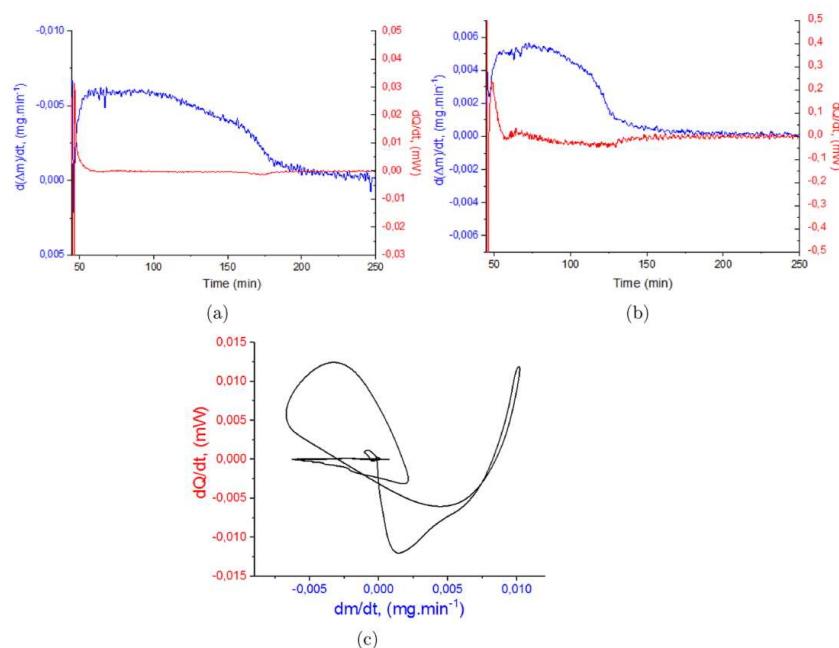 -0,010
-0,005
0,000
0,005
d(Δm)/dt, (mg.min⁻¹)
0,05
0,04
0,03
0,02
0,01
0,00
-0,01
-0,02
-0,03
dQ/dt, (mW)
50 100 150 200 250
Time (min)
(a)
0,006
0,004
0,002
0,000
-0,002
-0,004
-0,006
d(Δm)/dt, (mg.min⁻¹)
0,5
0,4
0,3
0,2
0,1
0,0
-0,1
-0,2
-0,3
-0,4
-0,5
dQ/dt, (mW)
50 100 150 200 250
Time (min)
(b)
0,015
0,010
0,005
0,000
-0,005
-0,010
-0,015
dQ/dt, (mW)
-0,005 0,000 0,005 0,010
dm/dt, (mg.min⁻¹)
(c)